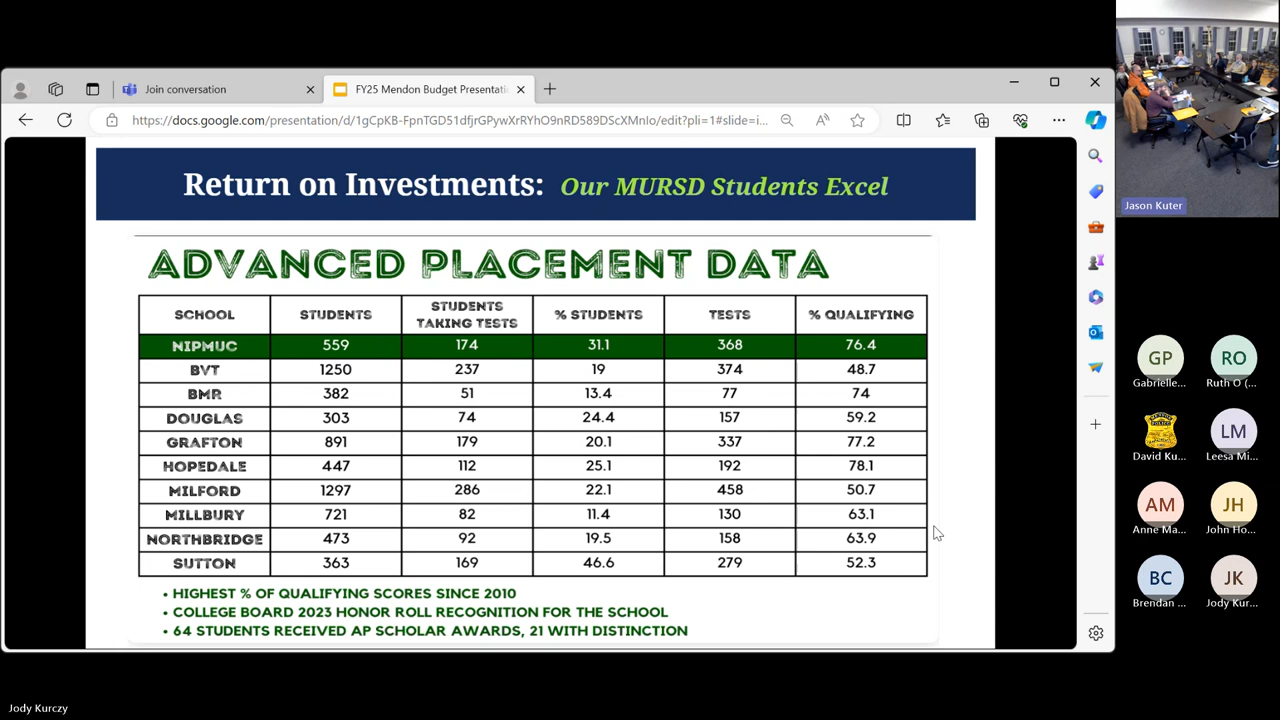 Join conversation
FY25 Mendon Budget Presentati
https://docs.google.com/presentation/d/1gCpKB-FpnTGD51dfjrGPywXrRYhO9nRD589DScXMnIo/edit?pli=1#slide=i...
Return on Investments: Our MURSD Students Excel
ADVANCED PLACEMENT DATA
SCHOOL STUDENTS STUDENTS TAKING TESTS % STUDENTS TESTS % QUALIFYING
NIPMUC 559 174 31.1 368 76.4
BVT 1250 237 19 374 48.7
BMR 382 51 13.4 77 74
DOUGLAS 303 74 24.4 157 59.2
GRAFTON 891 179 20.1 337 77.2
HOPEDALE 447 112 25.1 192 78.1
MILFORD 1297 286 22.1 458 50.7
MILLBURY 721 82 11.4 130 63.1
NORTHBRIDGE 473 92 19.5 158 63.9
SUTTON 363 169 46.6 279 52.3
• HIGHEST % OF QUALIFYING SCORES SINCE 2010
• COLLEGE BOARD 2023 HONOR ROLL RECOGNITION FOR THE SCHOOL
• 64 STUDENTS RECEIVED AP SCHOLAR AWARDS, 21 WITH DISTINCTION
Jason Kuter
GP RO
Gabrielle... Ruth O (...
LM
David Ku... Leesa Mi...
AM JH
Anne Ma... John Ho...
BC JK
Brendan ... Jody Kur...
Jody Kurczy